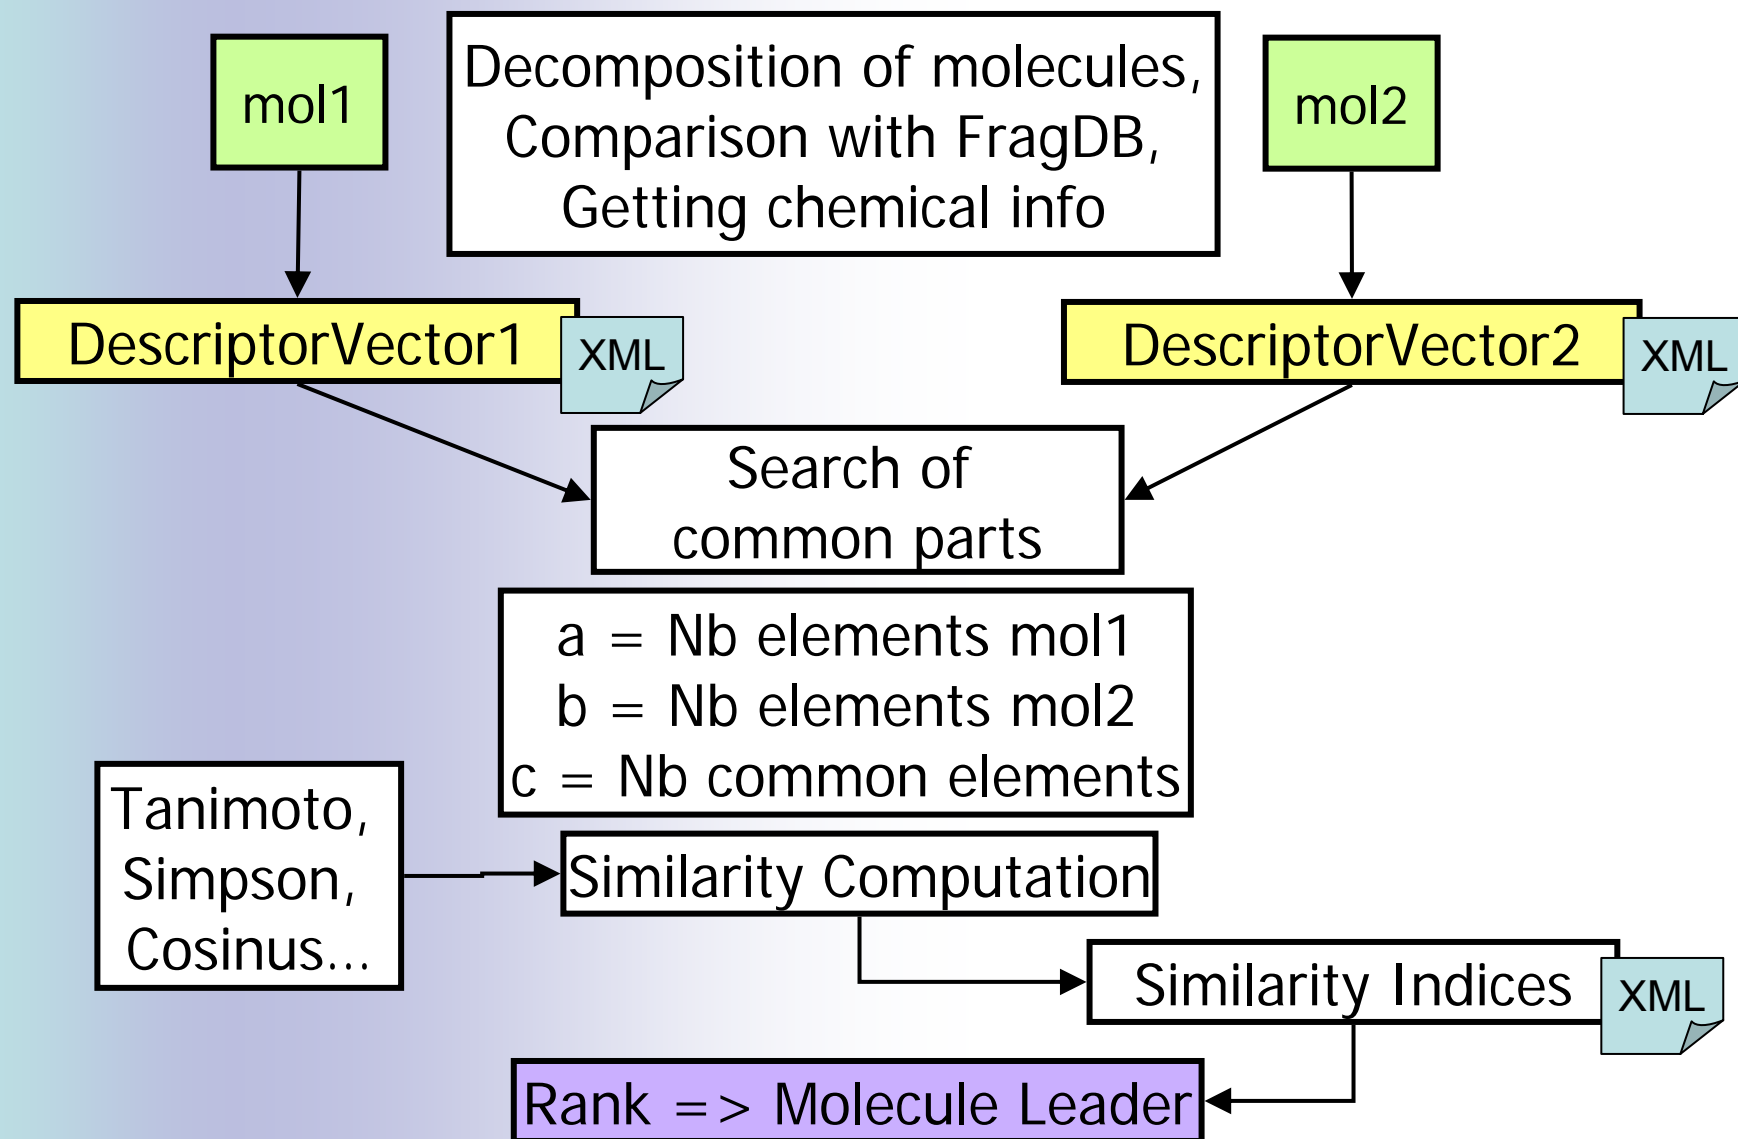 mol1
Decomposition of molecules,
Comparison with FragDB,
Getting chemical info
mol2
DescriptorVector1
XML
DescriptorVector2
XML
Search of
common parts
a = Nb elements mol1
b = Nb elements mol2
c = Nb common elements
Tanimoto,
Simpson,
Cosinus...
Similarity Computation
Similarity Indices
XML
Rank => Molecule Leader